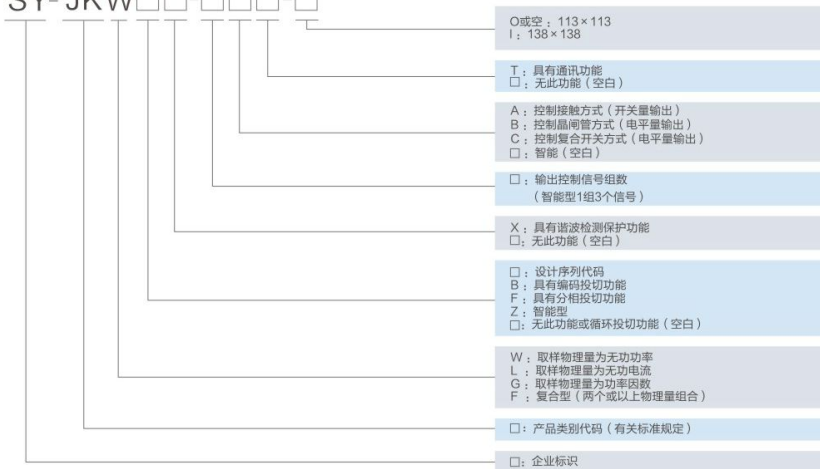 SY-JKW□□-□□□-□
O或空：113×113
I：138×138
T：具有通讯功能
□：无此功能（空白）
A：控制接触方式（开关量输出）
B：控制晶闸管方式（电平量输出）
C：控制复合开关方式（电平量输出）
□：智能（空白）
□：输出控制信号组数
（智能型1组3个信号）
X：具有谐波检测保护功能
□：无此功能（空白）
□：设计序列代码
B：具有编码投切功能
F：具有分相投切功能
Z：智能型
□：无此功能或循环投切功能（空白）
W：取样物理量为无功功率
L：取样物理量为无功电流
G：取样物理量为功率因数
F：复合型（两个或以上物理量组合）
□：产品类别代码（有关标准规定）
□：企业标识